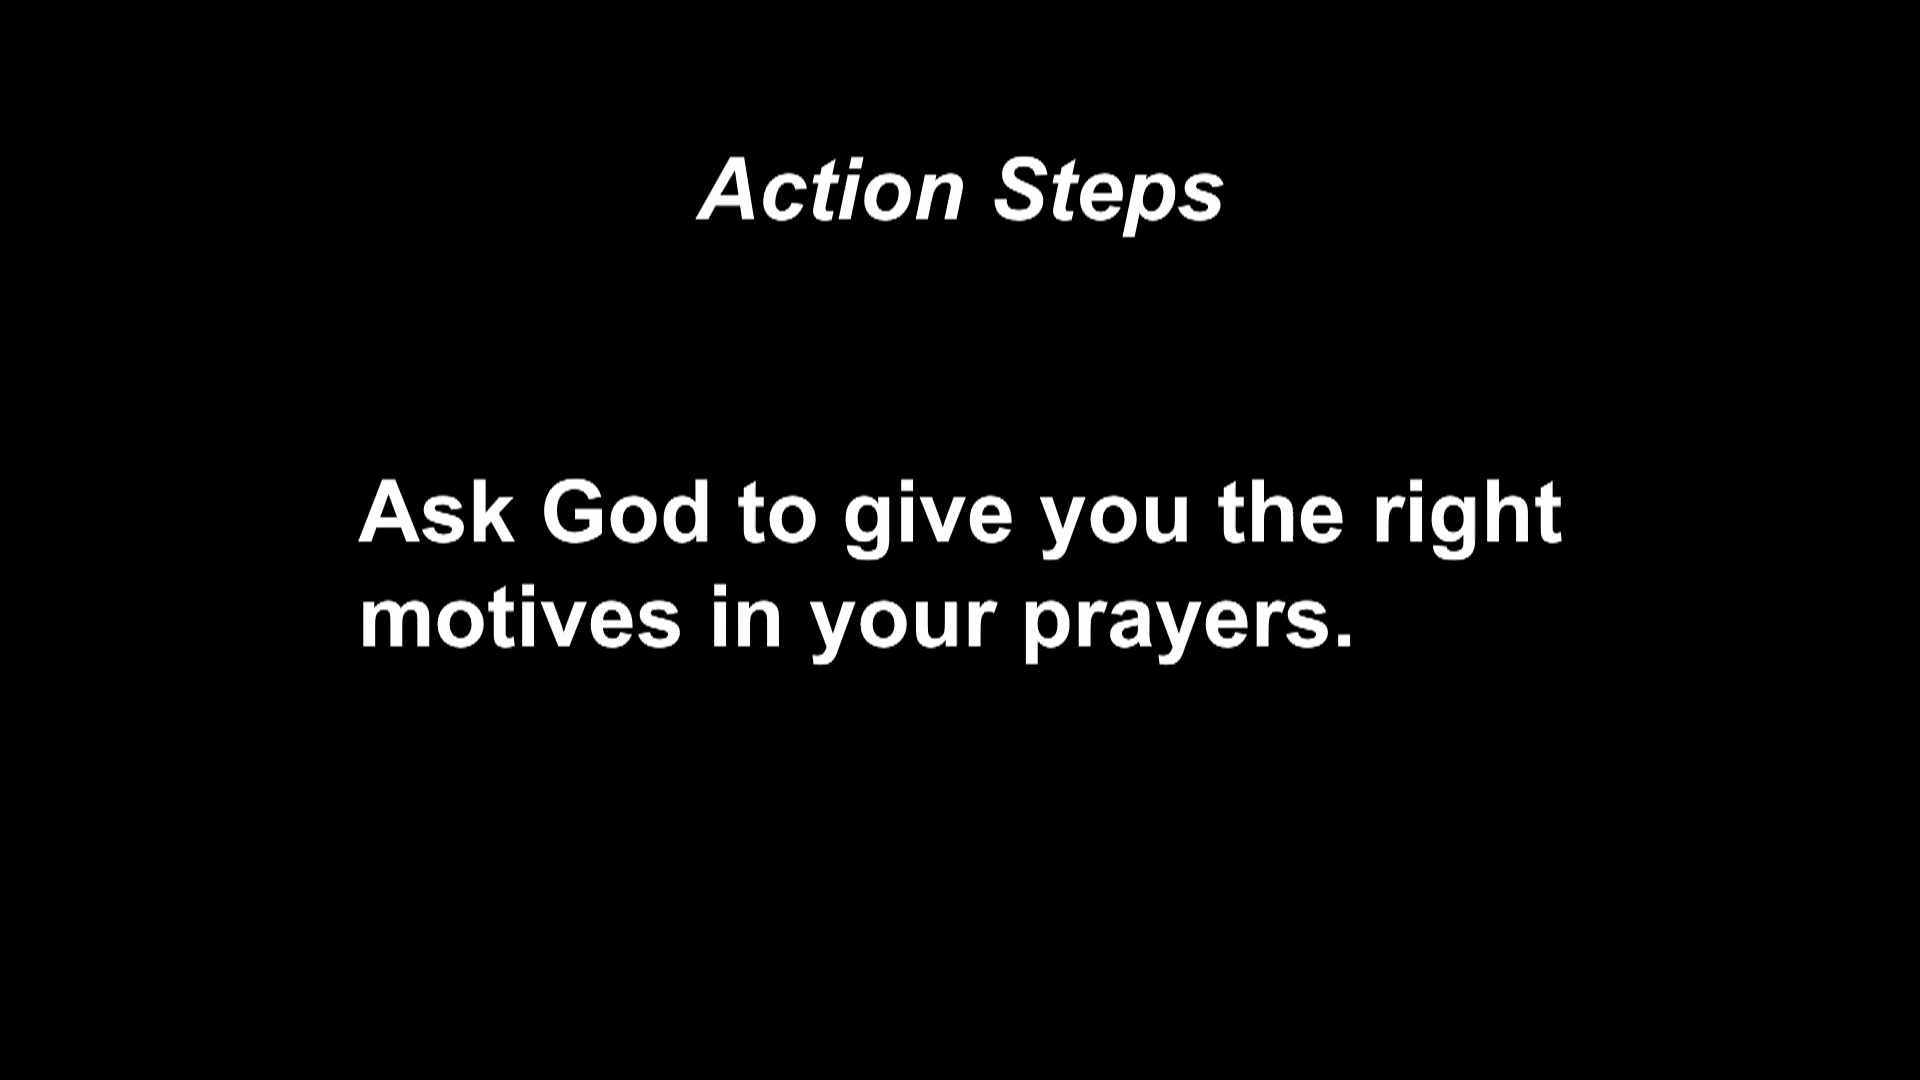 Action Steps
Ask God to give you the right
motives in your prayers.